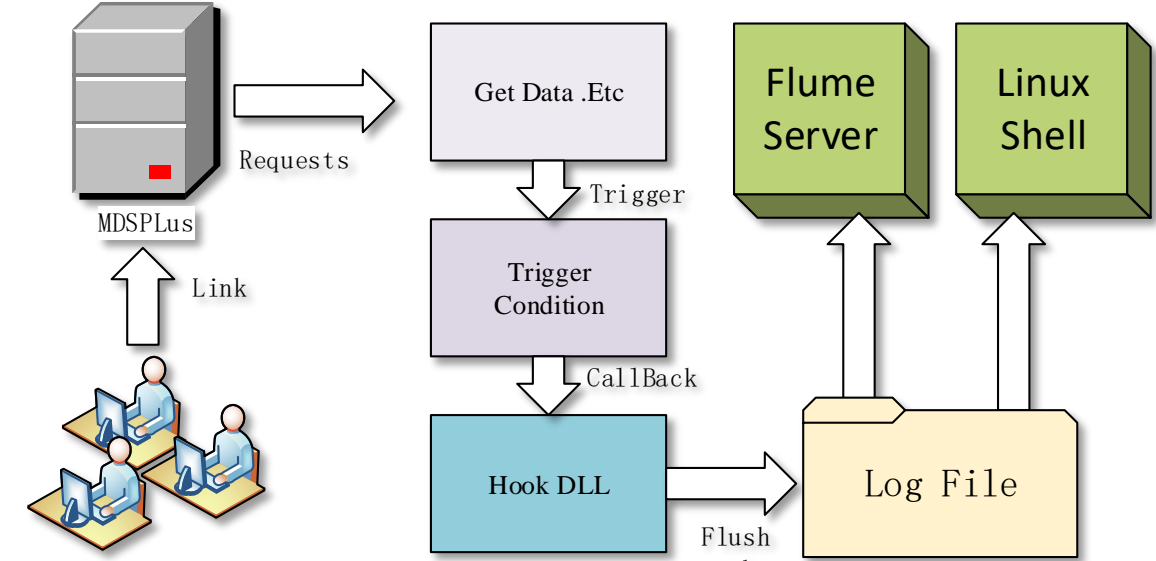 MDSPLus
Requests
Link
Get Data .Etc
Trigger
Trigger
Condition
CallBack
Hook DLL
Flush
Log File
Flume
Server
Linux
Shell